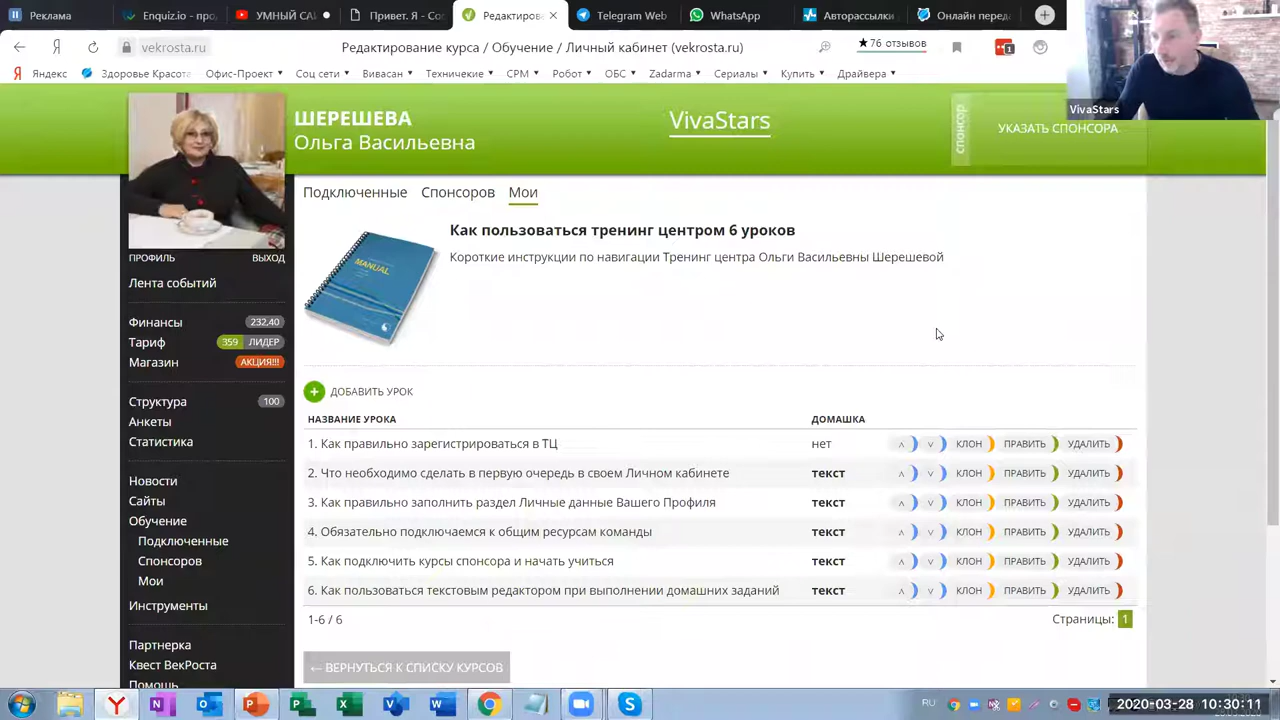 Реклама
Enquiz.io - про
УМНЫЙ СА
Привет. Я - Со
Редактирова
Telegram Web
WhatsApp
Авторассылки
Онлайн перед
vekrosta.ru
Редактирование курса / Обучение / Личный кабинет (vekrosta.ru)
★76 отзывов
1
Яндекс
Здоровье Красота
Офис-Проект
Соц сети
Вивасан
Техничекие
СРМ
Робот
ОБС
Zadarma
Сериалы
Купить
Драйвера
VivaStars
ШЕРЕШЕВА
Ольга Васильевна
VivaStars
спонсор
УКАЗАТЬ СПОНСОРА
Подключенные Спонсоров Мои
ПРОФИЛЬ ВЫХОД
Лента событий
Финансы 232,40
Тариф 359 ЛИДЕР
Магазин АКЦИЯ!!!
Структура 100
Анкеты
Статистика
Новости
Сайты
Обучение
Подключенные
Спонсоров
Мои
Инструменты
Партнерка
Квест ВекРоста
Помощь
MANUAL
Как пользоваться тренинг центром 6 уроков
Короткие инструкции по навигации Тренинг центра Ольги Васильевны Шерешевой
+ ДОБАВИТЬ УРОК
НАЗВАНИЕ УРОКА ДОМАШКА
1. Как правильно зарегистрироваться в ТЦ нет КЛОН ПРАВИТЬ УДАЛИТЬ
2. Что необходимо сделать в первую очередь в своем Личном кабинете текст КЛОН ПРАВИТЬ УДАЛИТЬ
3. Как правильно заполнить раздел Личные данные Вашего Профиля текст КЛОН ПРАВИТЬ УДАЛИТЬ
4. Обязательно подключаемся к общим ресурсам команды текст КЛОН ПРАВИТЬ УДАЛИТЬ
5. Как подключить курсы спонсора и начать учиться текст КЛОН ПРАВИТЬ УДАЛИТЬ
6. Как пользоваться текстовым редактором при выполнении домашних заданий текст КЛОН ПРАВИТЬ УДАЛИТЬ
1-6 / 6 Страницы: 1
← ВЕРНУТЬСЯ К СПИСКУ КУРСОВ
RU
2020-03-28 10:30:11